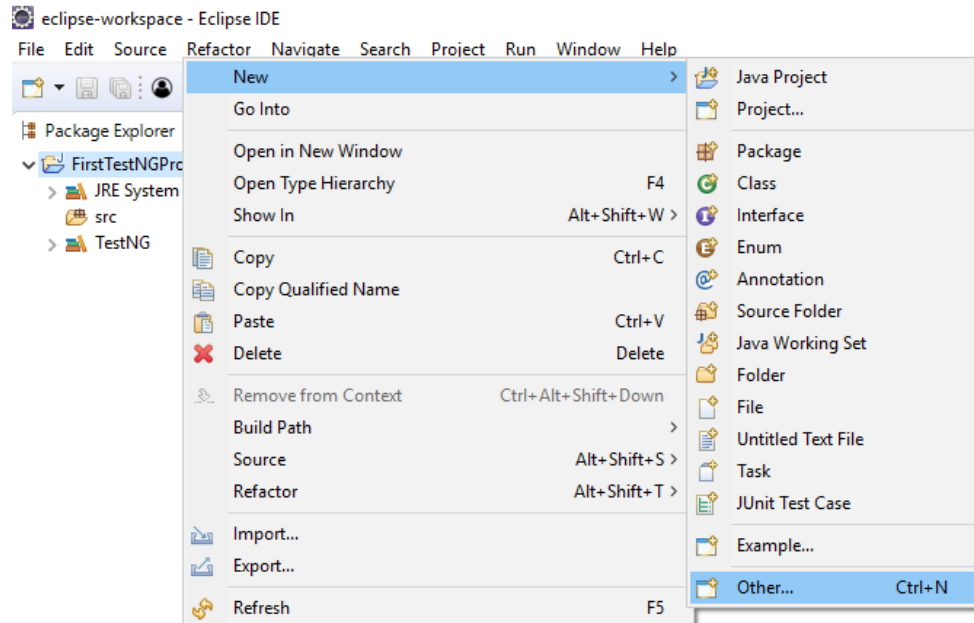 eclipse-workspace - Eclipse IDE
File Edit Source Refactor Navigate Search Project Run Window Help
Package Explorer
FirstTestNGPro
JRE System
src
TestNG
New
Go Into
Open in New Window
Open Type Hierarchy F4
Show In Alt+Shift+W >
Copy Ctrl+C
Copy Qualified Name
Paste Ctrl+V
Delete Delete
Remove from Context Ctrl+Alt+Shift+Down
Build Path >
Source Alt+Shift+S >
Refactor Alt+Shift+T >
Import...
Export...
Refresh F5
Java Project
Project...
Package
Class
Interface
Enum
Annotation
Source Folder
Java Working Set
Folder
File
Untitled Text File
Task
JUnit Test Case
Example...
Other... Ctrl+N